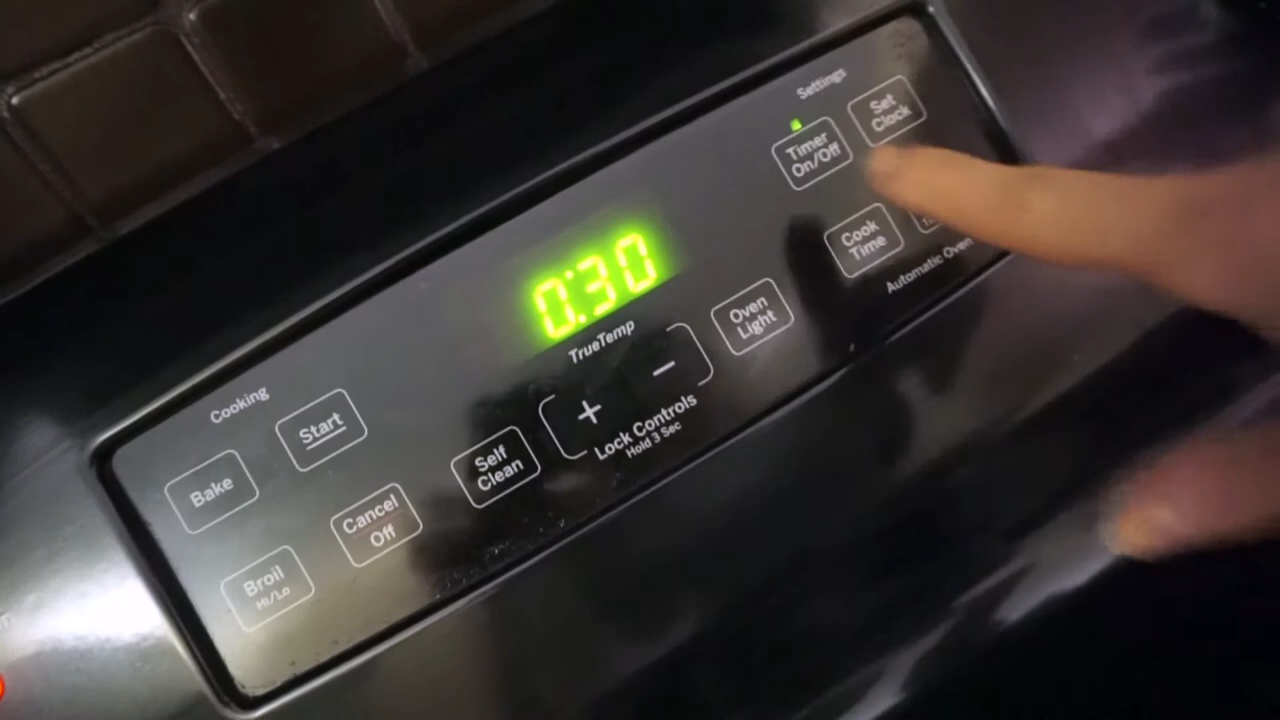 Settings
Set
Clock
Timer
On/Off
0:30
TrueTemp
Cook
Time
Automatic Oven
Oven
Light
+
−
Lock Controls
Hold 3 Sec
Cooking
Start
Bake
Self
Clean
Cancel
Off
Broil
Hi/Lo